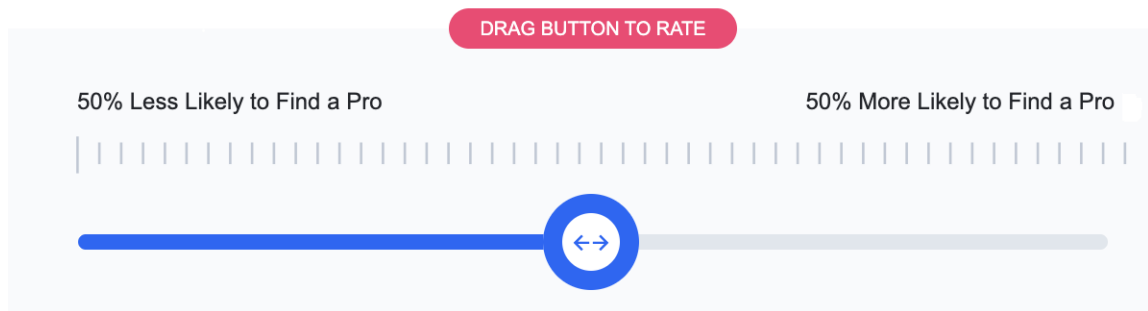 DRAG BUTTON TO RATE
50% Less Likely to Find a Pro
50% More Likely to Find a Pro